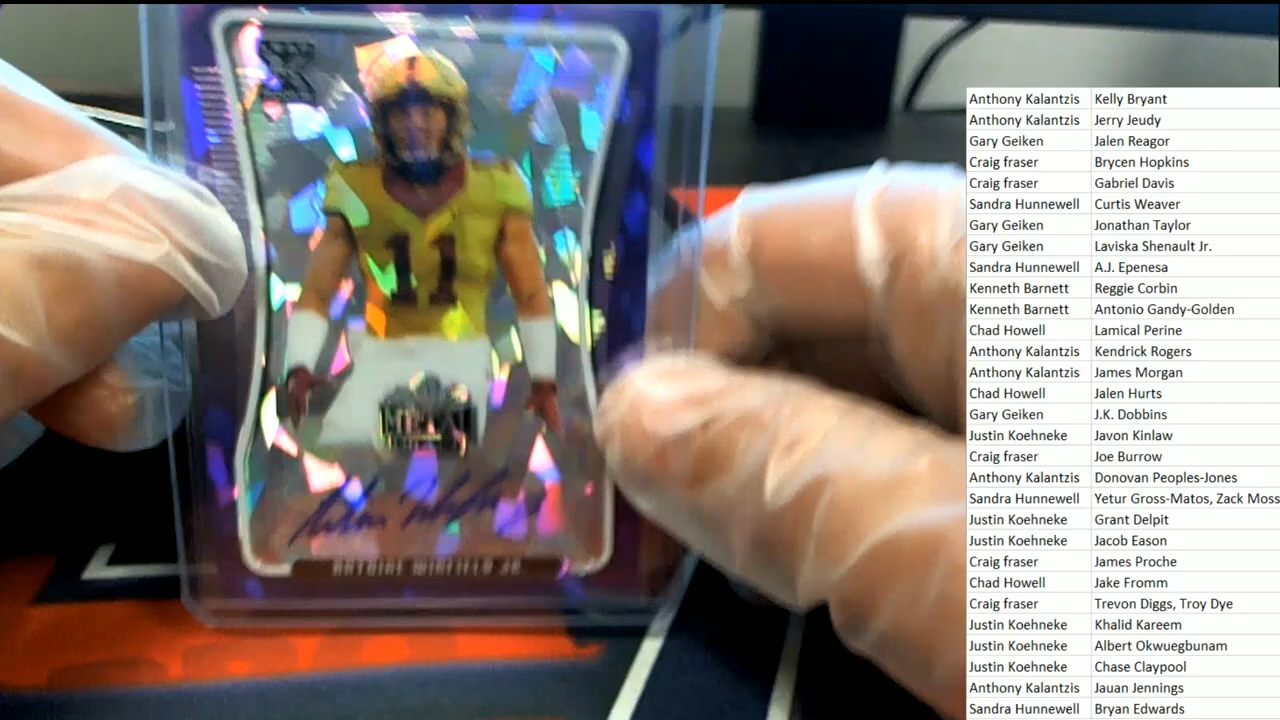 11
METAL
ANTOINE WINFIELD JR.
Anthony Kalantzis Kelly Bryant
Anthony Kalantzis Jerry Jeudy
Gary Geiken Jalen Reagor
Craig fraser Brycen Hopkins
Craig fraser Gabriel Davis
Sandra Hunnewell Curtis Weaver
Gary Geiken Jonathan Taylor
Gary Geiken Laviska Shenault Jr.
Sandra Hunnewell A.J. Epenesa
Kenneth Barnett Reggie Corbin
Kenneth Barnett Antonio Gandy-Golden
Chad Howell Lamical Perine
Anthony Kalantzis Kendrick Rogers
Anthony Kalantzis James Morgan
Chad Howell Jalen Hurts
Gary Geiken J.K. Dobbins
Justin Koehneke Javon Kinlaw
Craig fraser Joe Burrow
Anthony Kalantzis Donovan Peoples-Jones
Sandra Hunnewell Yetur Gross-Matos, Zack Moss
Justin Koehneke Grant Delpit
Justin Koehneke Jacob Eason
Craig fraser James Proche
Chad Howell Jake Fromm
Craig fraser Trevon Diggs, Troy Dye
Justin Koehneke Khalid Kareem
Justin Koehneke Albert Okwuegbunam
Justin Koehneke Chase Claypool
Anthony Kalantzis Jauan Jennings
Sandra Hunnewell Bryan Edwards